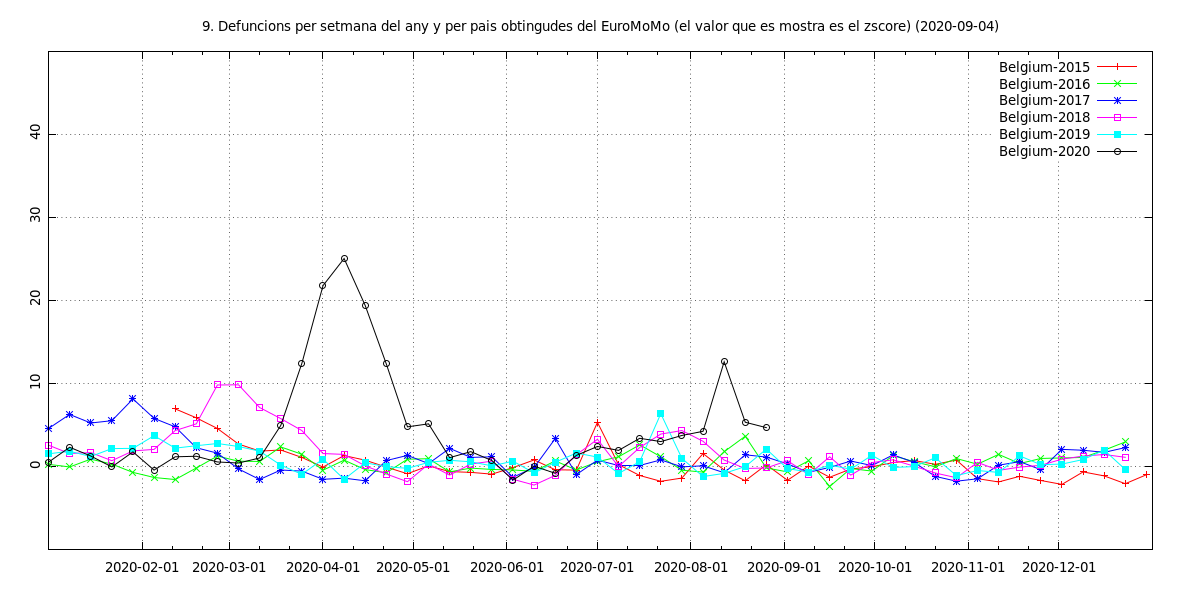 9. Defuncions per setmana del any y per pais obtingudes del EuroMoMo (el valor que es mostra es el zscore) (2020-09-04)
Belgium-2015
Belgium-2016
Belgium-2017
Belgium-2018
Belgium-2019
Belgium-2020
40
30
20
10
0
2020-02-01 2020-03-01 2020-04-01 2020-05-01 2020-06-01 2020-07-01 2020-08-01 2020-09-01 2020-10-01 2020-11-01 2020-12-01